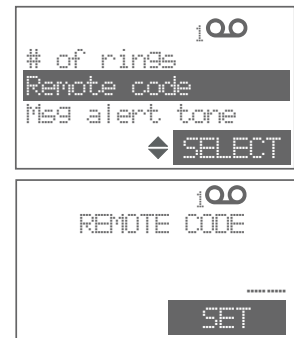 1
# of rings
Remote code
Msg alert tone
SELECT
1
REMOTE CODE
SET